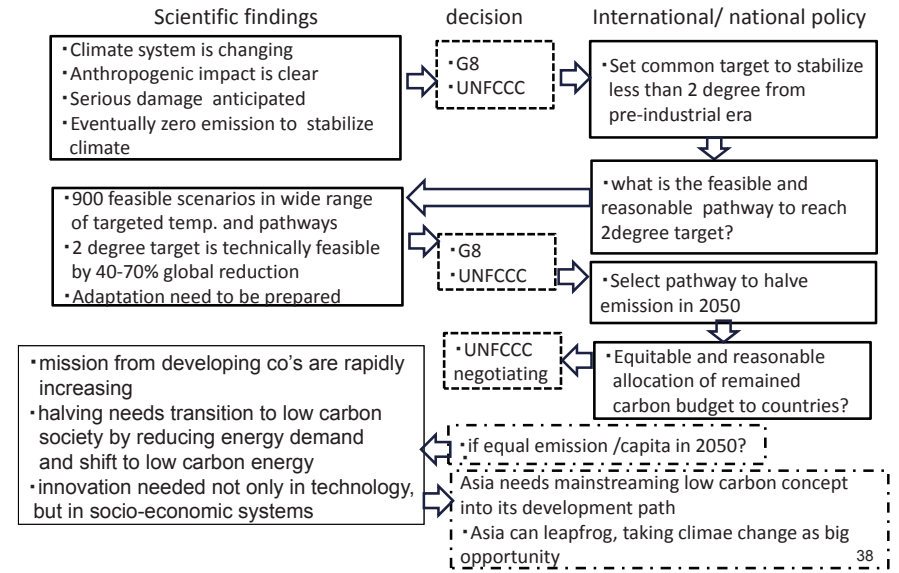 Scientific findings
decision
International/ national policy
・Climate system is changing
・Anthropogenic impact is clear
・Serious damage anticipated
・Eventually zero emission to stabilize
climate
・G8
・UNFCCC
・Set common target to stabilize
less than 2 degree from
pre-industrial era
・what is the feasible and
reasonable pathway to reach
2degree target?
・900 feasible scenarios in wide range
of targeted temp. and pathways
・2 degree target is technically feasible
by 40-70% global reduction
・Adaptation need to be prepared
・G8
・UNFCCC
・Select pathway to halve
emission in 2050
・Equitable and reasonable
allocation of remained
carbon budget to countries?
・UNFCCC
negotiating
・if equal emission /capita in 2050?
・mission from developing co's are rapidly
increasing
・halving needs transition to low carbon
society by reducing energy demand
and shift to low carbon energy
・innovation needed not only in technology,
but in socio-economic systems
Asia needs mainstreaming low carbon concept
into its development path
・Asia can leapfrog, taking climae change as big
opportunity
38